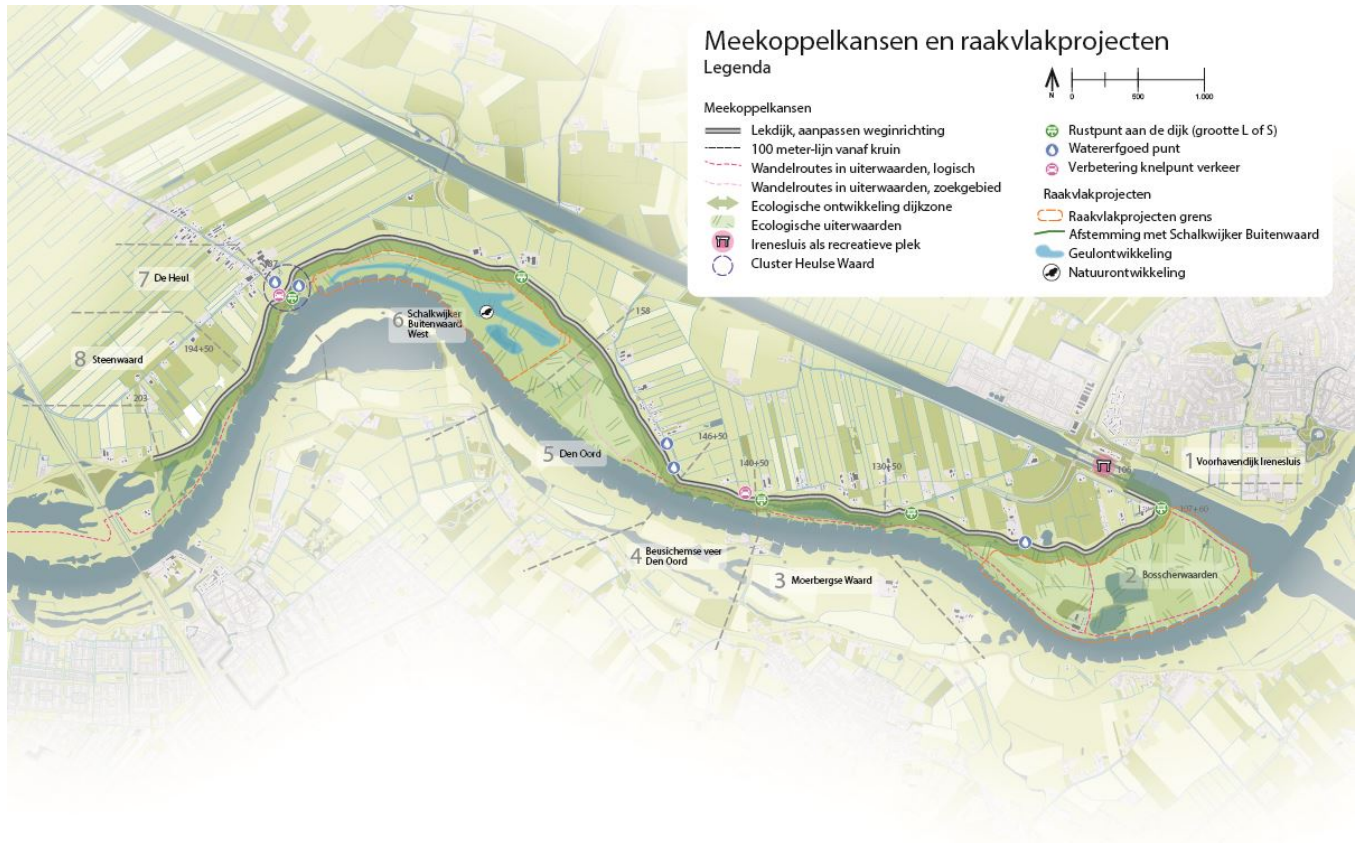 Meekoppelkansen en raakvlakprojecten
Legenda
Meekoppelkansen
Lekdijk, aanpassen weginrichting
100 meter-lijn vanaf kruin
Wandelroutes in uiterwaarden, logisch
Wandelroutes in uiterwaarden, zoekgebied
Ecologische ontwikkeling dijkzone
Ecologische uiterwaarden
Irenesluis als recreatieve plek
Cluster Heulse Waard
N
0 500 1.000
Rustpunt aan de dijk (grootte L of S)
Watererfgoed punt
Verbetering knelpunt verkeer
Raakvlakprojecten
Raakvlakprojecten grens
Afstemming met Schalkwijker Buitenwaard
Geulontwikkeling
Natuurontwikkeling
7 De Heul
6 Schalkwijker
Buitenwaard
West
158
194+50
8 Steenwaard
203
5 Den Oord
146+50
140+50
130+50
106
1 Voorhavendijk Irenesluis
107+60
4 Beusichemse veer
Den Oord
3 Moerbergse Waard
2 Bosscherwaarden